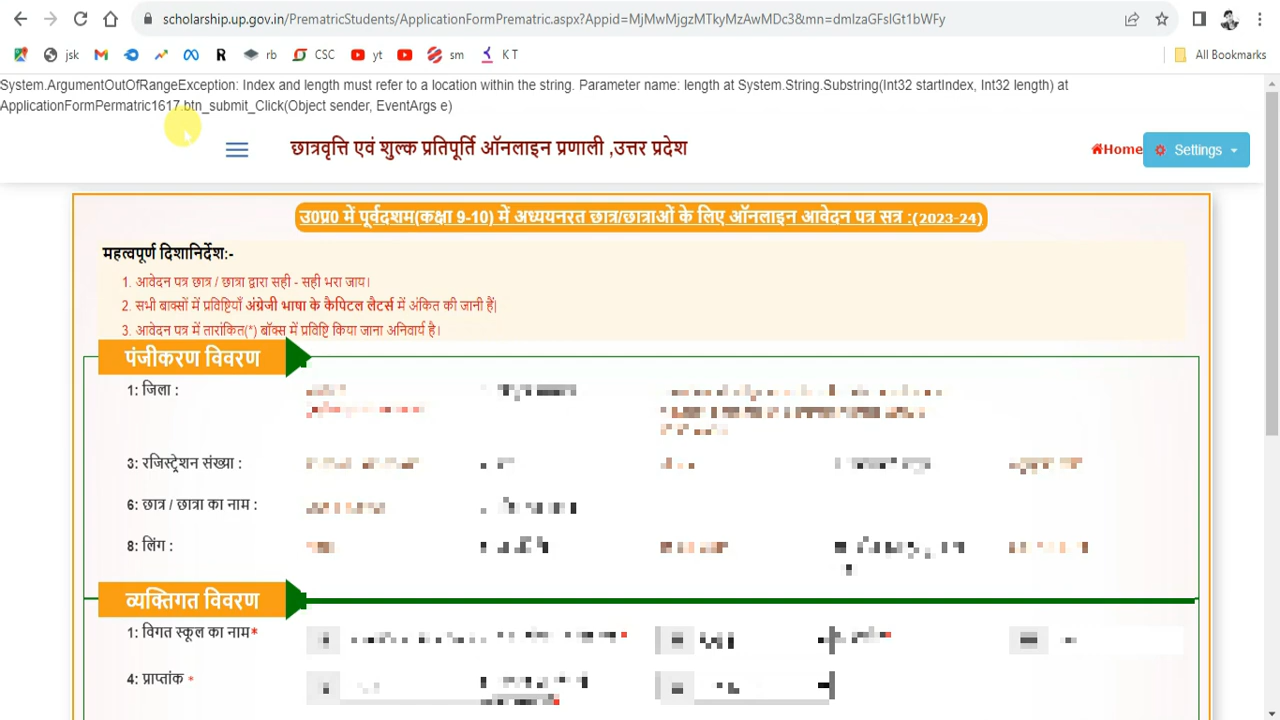 scholarship.up.gov.in/PrematricStudents/ApplicationFormPrematric.aspx?Appid=MjMwMjgzMTkyMzAwMDc3&mn=dmlzaGFsIGt1bWFy
jsk rb CSC yt sm K T All Bookmarks
System.ArgumentOutOfRangeException: Index and length must refer to a location within the string. Parameter name: length at System.String.Substring(Int32 startIndex, Int32 length) at
ApplicationFormPermatric1617.btn_submit_Click(Object sender, EventArgs e)
छात्रवृत्ति एवं शुल्क प्रतिपूर्ति ऑनलाइन प्रणाली ,उत्तर प्रदेश Home Settings
उ0प्र0 में पूर्वदशम(कक्षा 9-10) में अध्ययनरत छात्र/छात्राओं के लिए ऑनलाइन आवेदन पत्र सत्र :(2023-24)
महत्वपूर्ण दिशानिर्देश:-
1. आवेदन पत्र छात्र / छात्रा द्वारा सही - सही भरा जाय।
2. सभी बाक्सों में प्रविष्टियाँ अंग्रेजी भाषा के कैपिटल लैटर्स में अंकित की जानी हैं|
3. आवेदन पत्र में तारांकित(*) बॉक्स में प्रविष्टि किया जाना अनिवार्य है।
पंजीकरण विवरण
1: जिला :
3: रजिस्ट्रेशन संख्या :
6: छात्र / छात्रा का नाम :
8: लिंग :
व्यक्तिगत विवरण
1: विगत स्कूल का नाम*
4: प्राप्तांक *